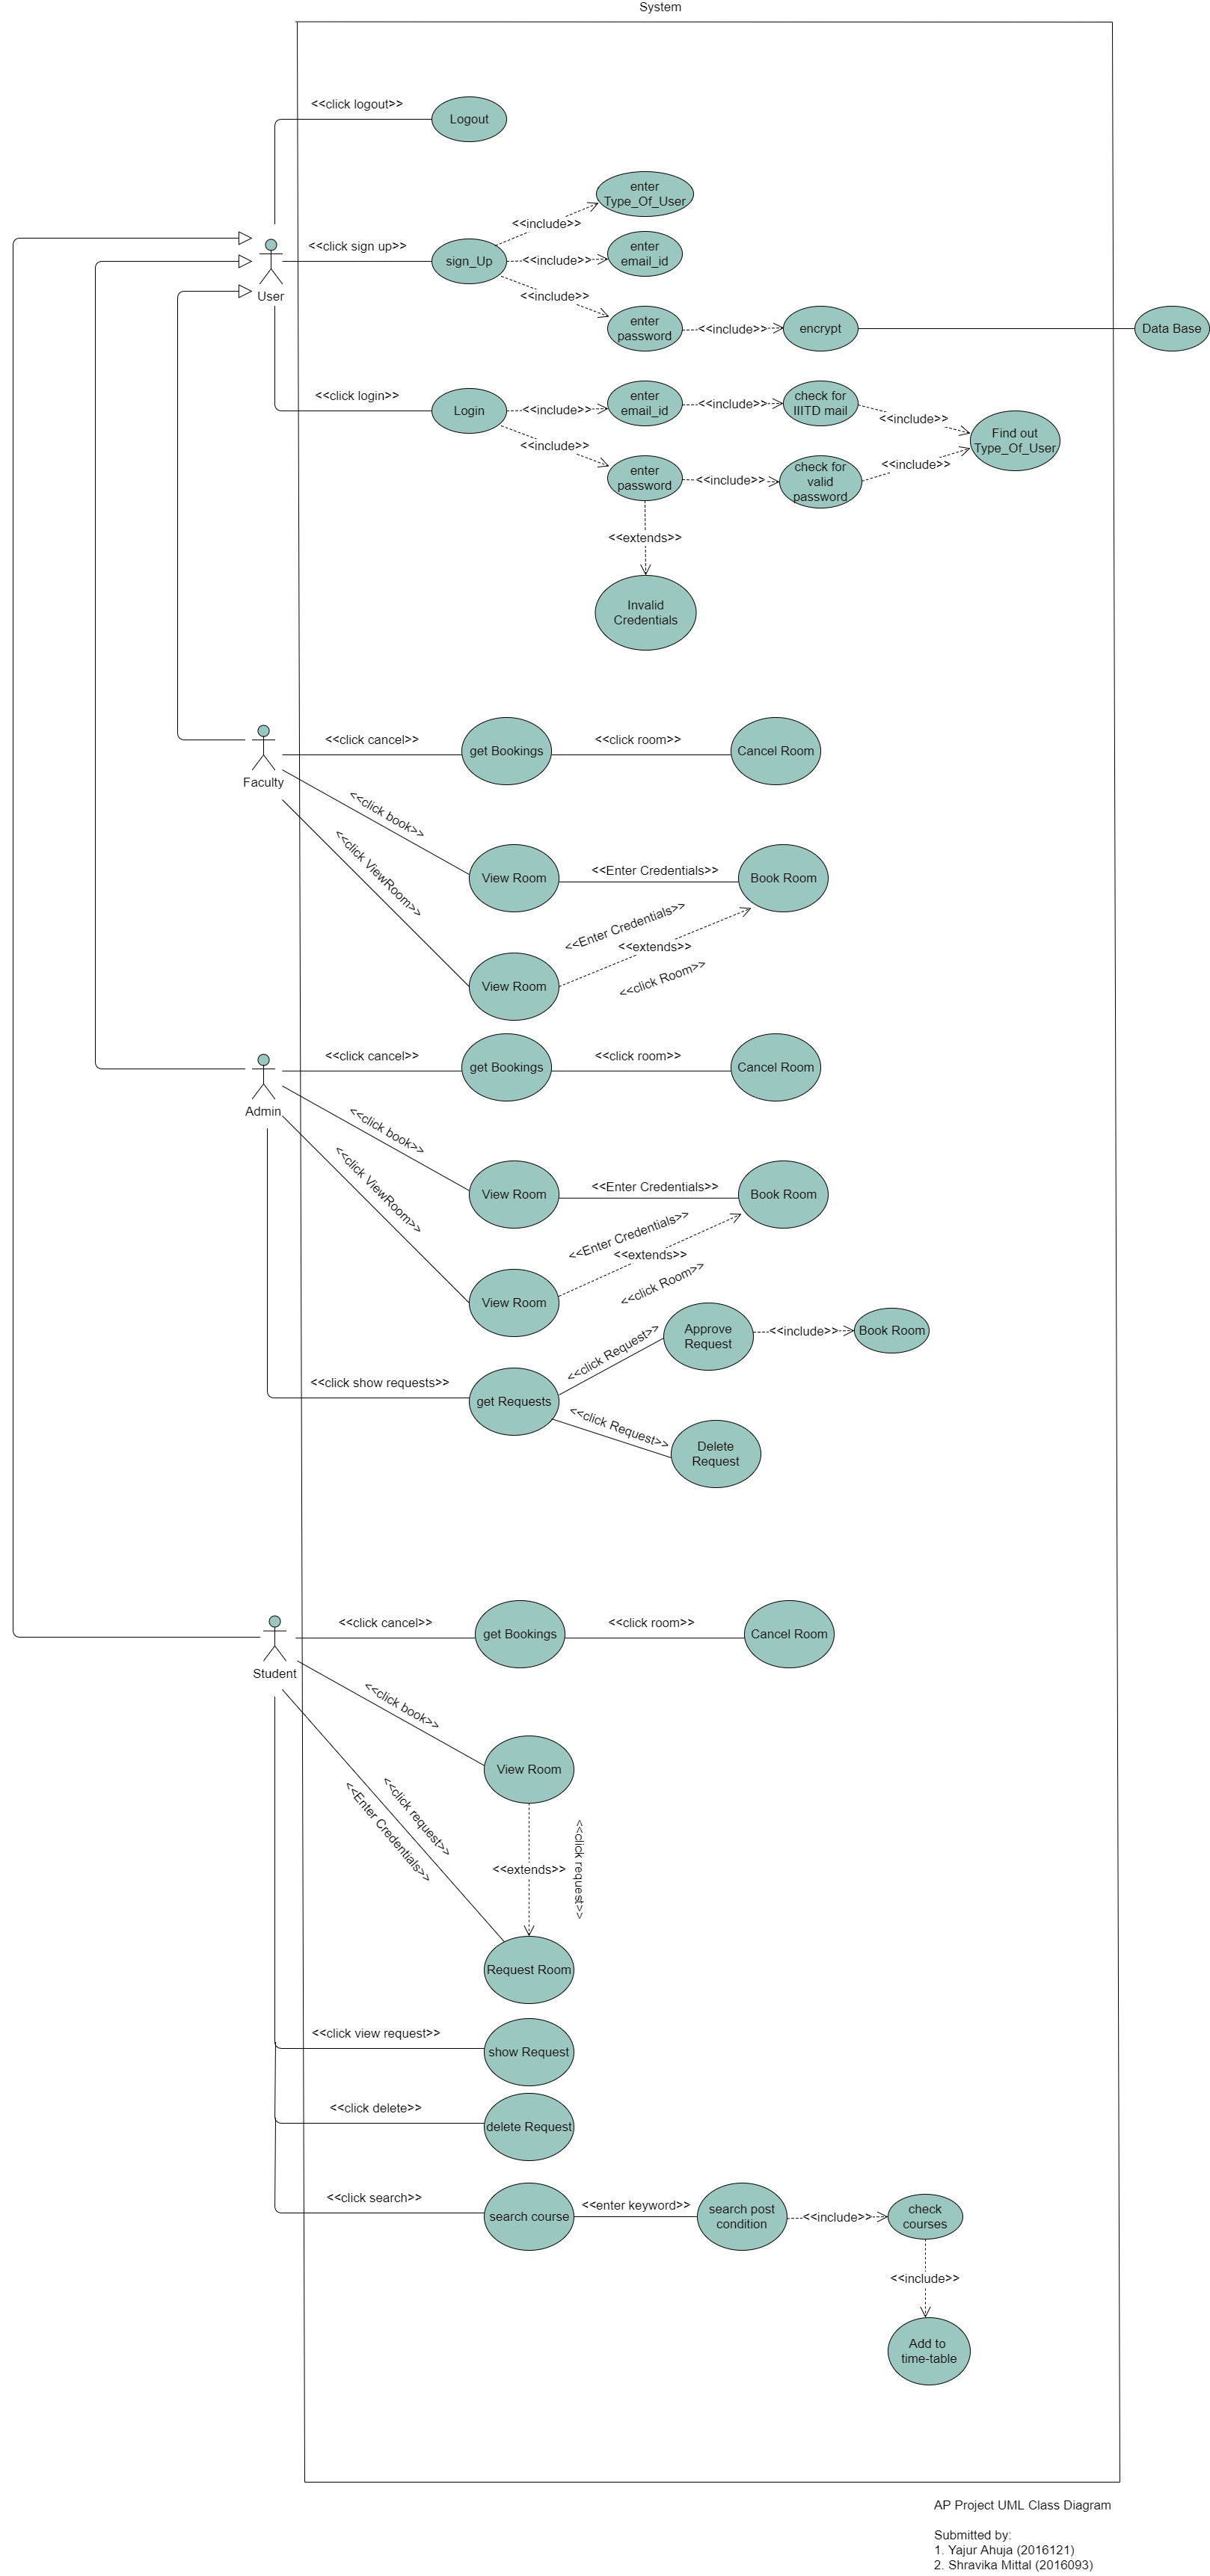 System
<<click logout>>
Logout
enter
Type_Of_User
<<include>>
<<click sign up>>
sign_Up
<<include>>
enter
email_id
User
<<include>>
enter
password
<<include>>
encrypt
Data Base
<<click login>>
Login
<<include>>
enter
email_id
<<include>>
check for
IIITD mail
<<include>>
Find out
Type_Of_User
<<include>>
enter
password
<<include>>
check for
valid
password
<<include>>
<<extends>>
Invalid
Credentials
Faculty
<<click cancel>>
get Bookings
<<click room>>
Cancel Room
<<click book>>
View Room
<<Enter Credentials>>
Book Room
<<click ViewRoom>>
<<Enter Credentials>>
<<extends>>
<<click Room>>
View Room
Admin
<<click cancel>>
get Bookings
<<click room>>
Cancel Room
<<click book>>
View Room
<<Enter Credentials>>
Book Room
<<click ViewRoom>>
<<Enter Credentials>>
<<extends>>
<<click Room>>
View Room
<<click show requests>>
get Requests
<<click Request>>
Approve
Request
<<include>>
Book Room
<<click Request>>
Delete
Request
Student
<<click cancel>>
get Bookings
<<click room>>
Cancel Room
<<click book>>
View Room
<<click request>>
<<Enter Credentials>>
<<extends>>
<<click request>>
Request Room
<<click view request>>
show Request
<<click delete>>
delete Request
<<click search>>
search course
<<enter keyword>>
search post
condition
<<include>>
check
courses
<<include>>
Add to
time-table
AP Project UML Class Diagram
Submitted by:
1. Yajur Ahuja (2016121)
2. Shravika Mittal (2016093)